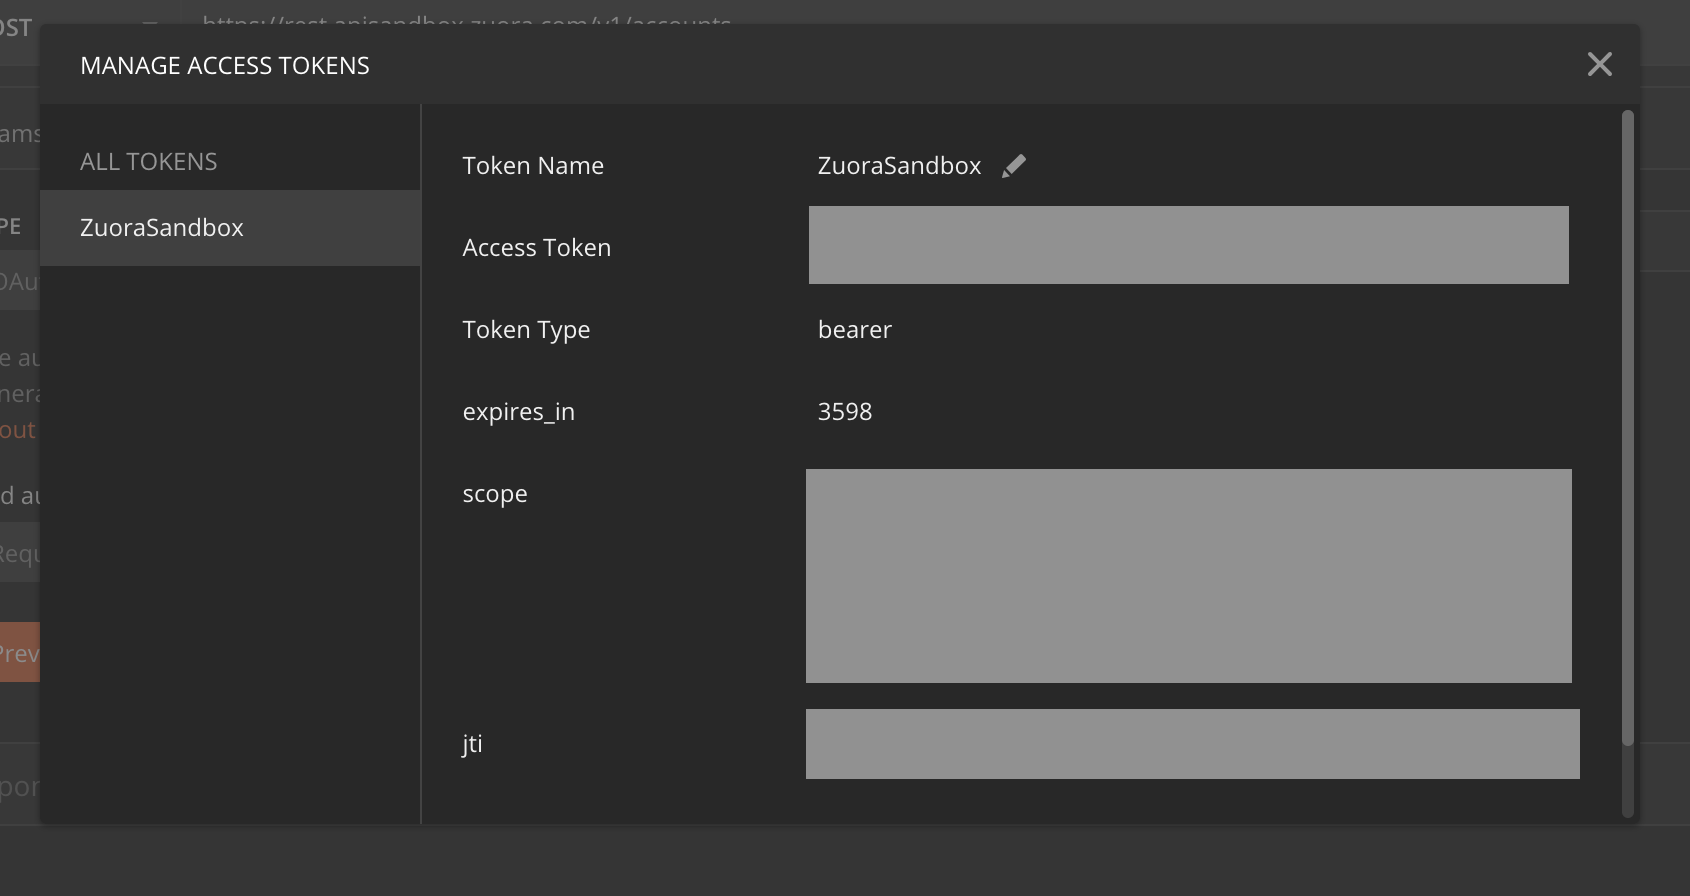 OST https://rest.apisandbox.zuora.com/v1/accounts
MANAGE ACCESS TOKENS
ams
ALL TOKENS
Token Name ZuoraSandbox
PE
ZuoraSandbox
Access Token
OAu
Token Type bearer
e au
nera
expires_in 3598
out
d au
scope
Requ
Prev
jti
por